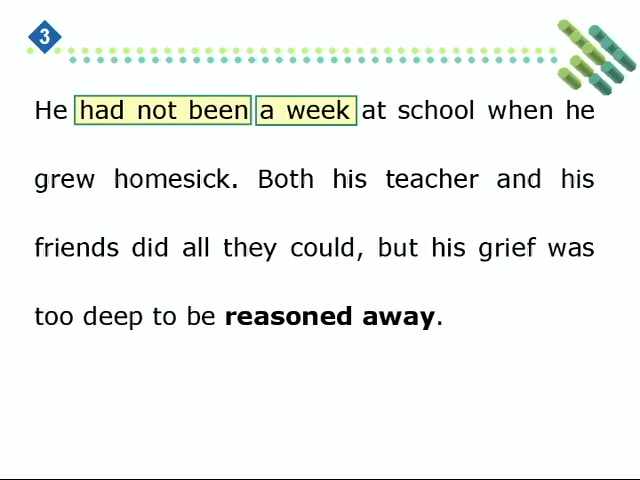 3
He had not been a week at school when he
grew homesick. Both his teacher and his
friends did all they could, but his grief was
too deep to be reasoned away.